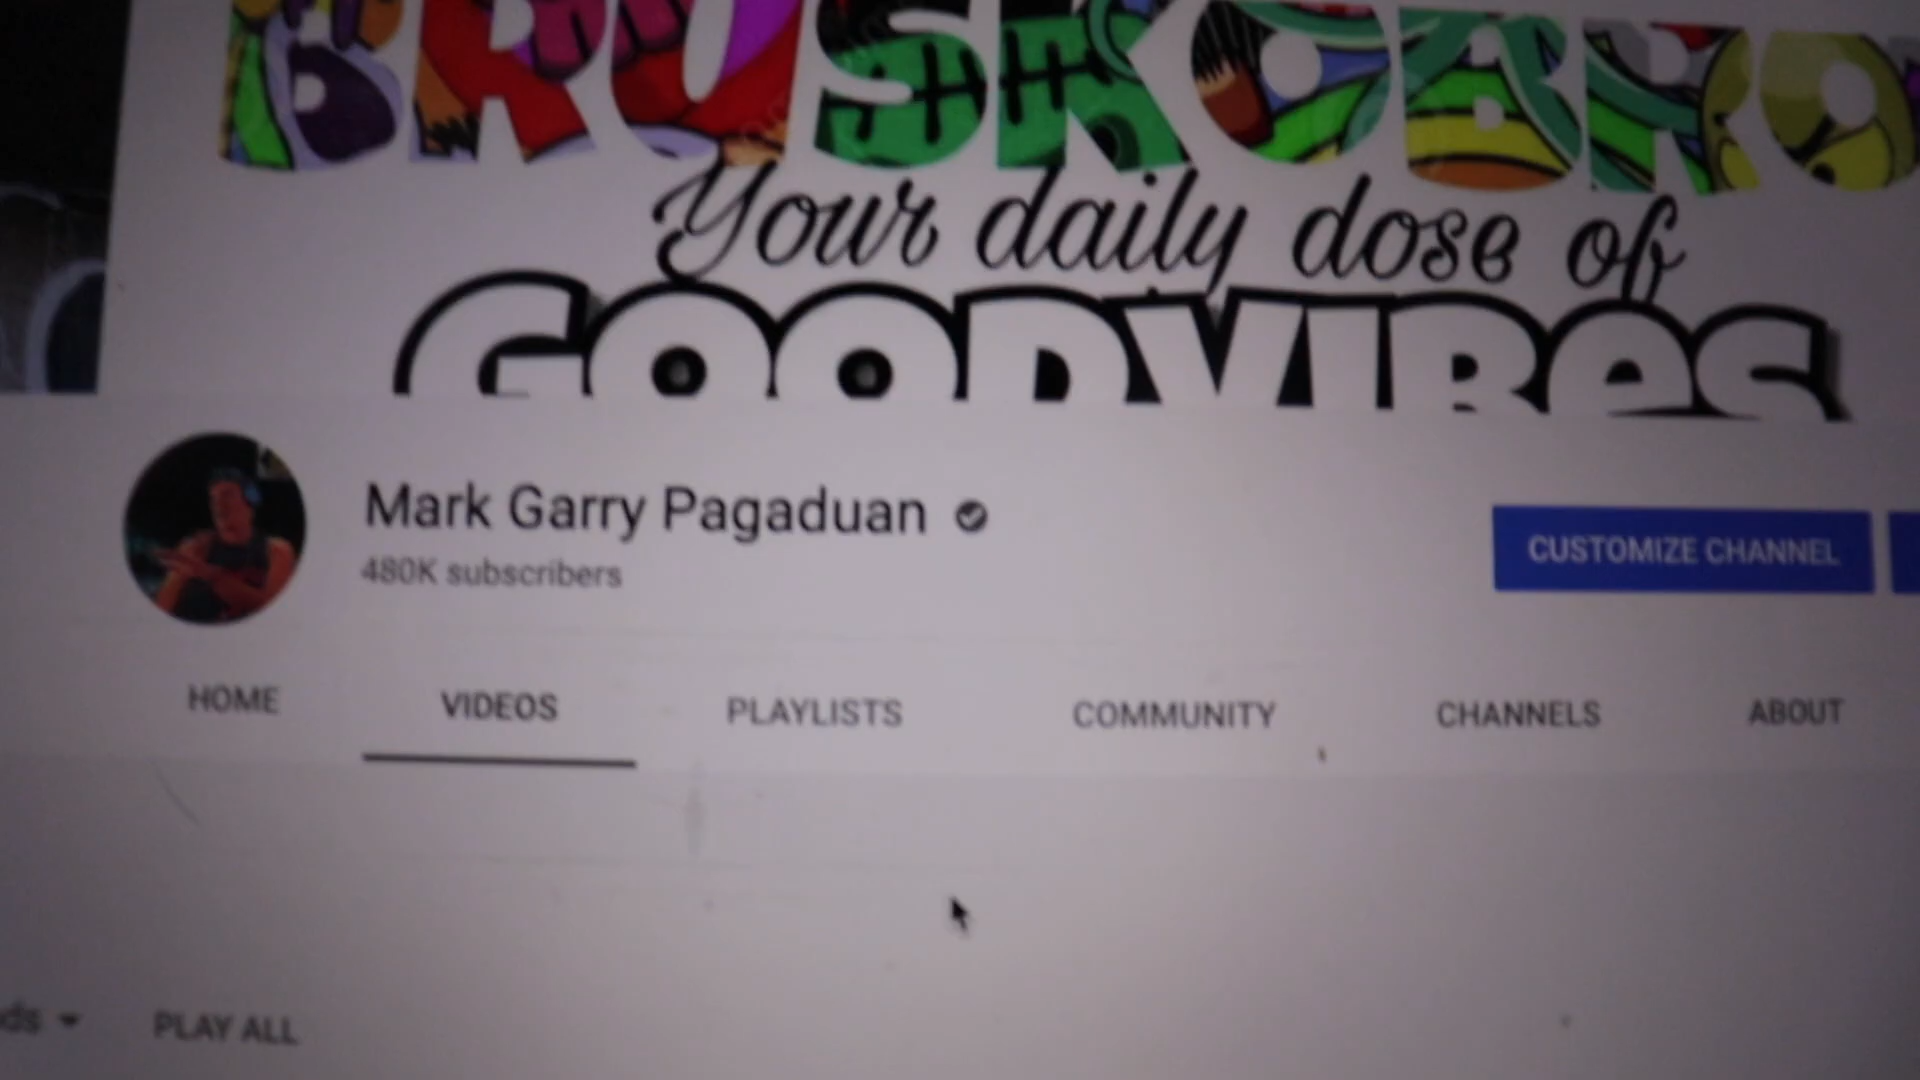 BRUSKOBRO
Your daily dose of
GOODVIBES
Mark Garry Pagaduan
480K subscribers
CUSTOMIZE CHANNEL
HOME VIDEOS PLAYLISTS COMMUNITY CHANNELS ABOUT
PLAY ALL